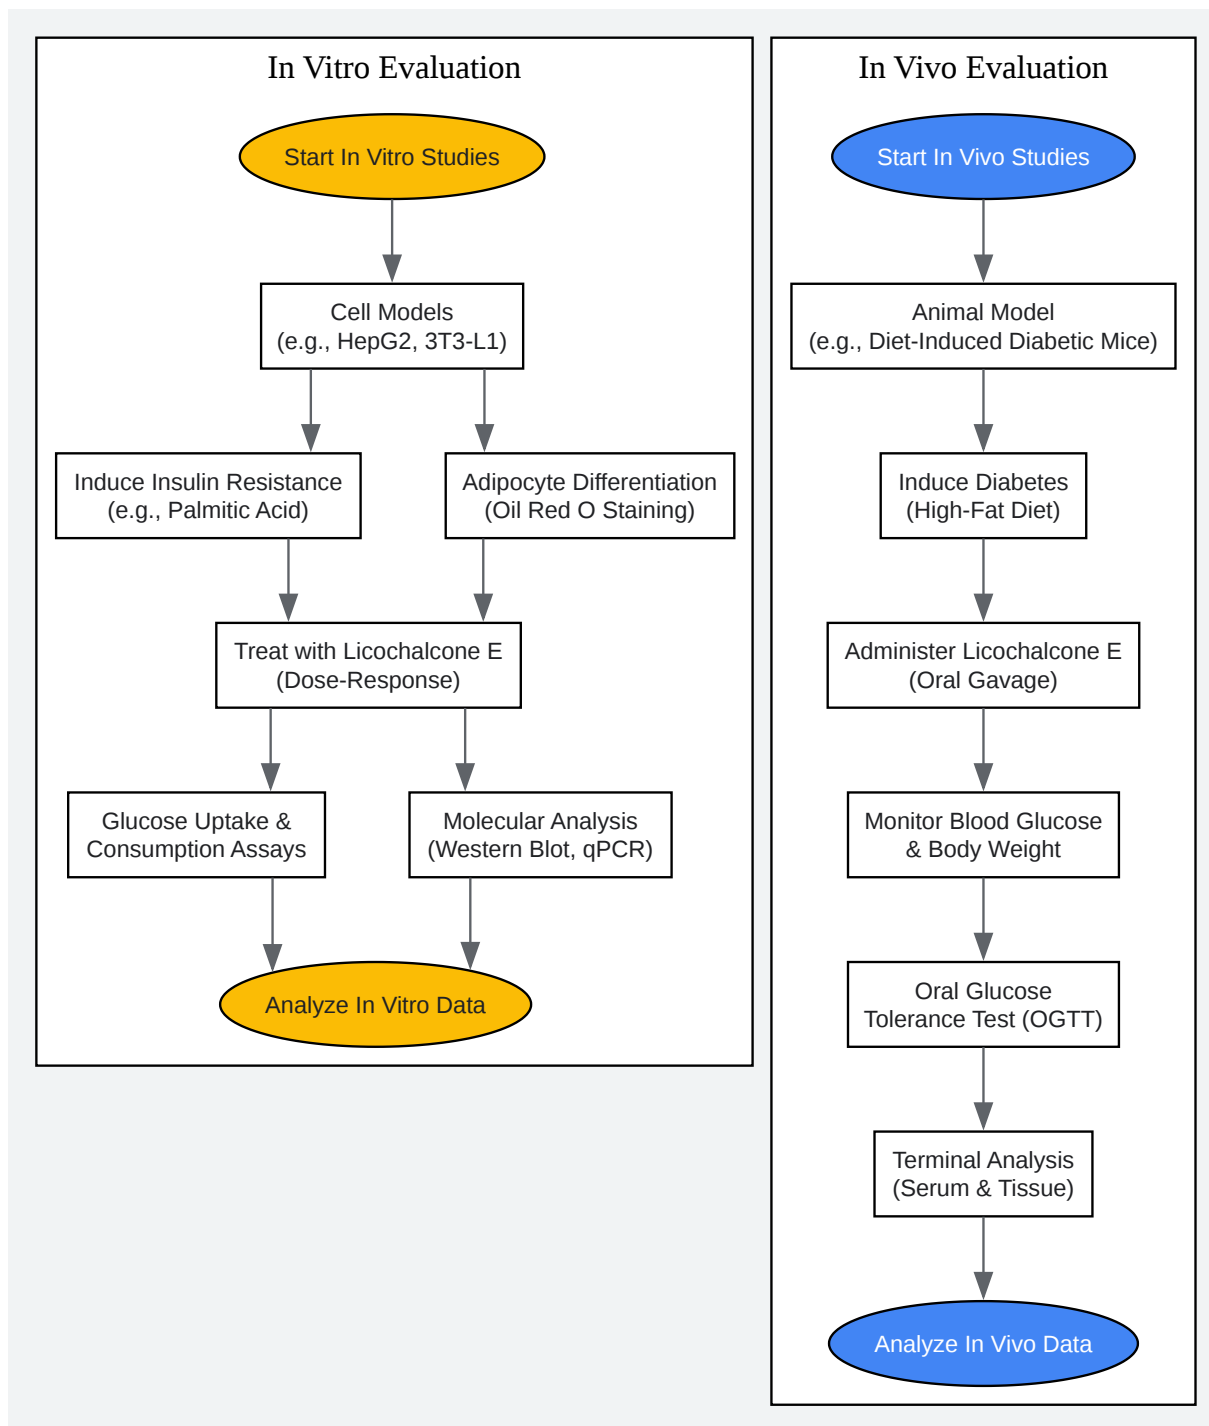 In Vitro Evaluation
Start In Vitro Studies
Cell Models
(e.g., HepG2, 3T3-L1)
Induce Insulin Resistance
(e.g., Palmitic Acid)
Adipocyte Differentiation
(Oil Red O Staining)
Treat with Licochalcone E
(Dose-Response)
Glucose Uptake &
Consumption Assays
Molecular Analysis
(Western Blot, qPCR)
Analyze In Vitro Data
In Vivo Evaluation
Start In Vivo Studies
Animal Model
(e.g., Diet-Induced Diabetic Mice)
Induce Diabetes
(High-Fat Diet)
Administer Licochalcone E
(Oral Gavage)
Monitor Blood Glucose
& Body Weight
Oral Glucose
Tolerance Test (OGTT)
Terminal Analysis
(Serum & Tissue)
Analyze In Vivo Data